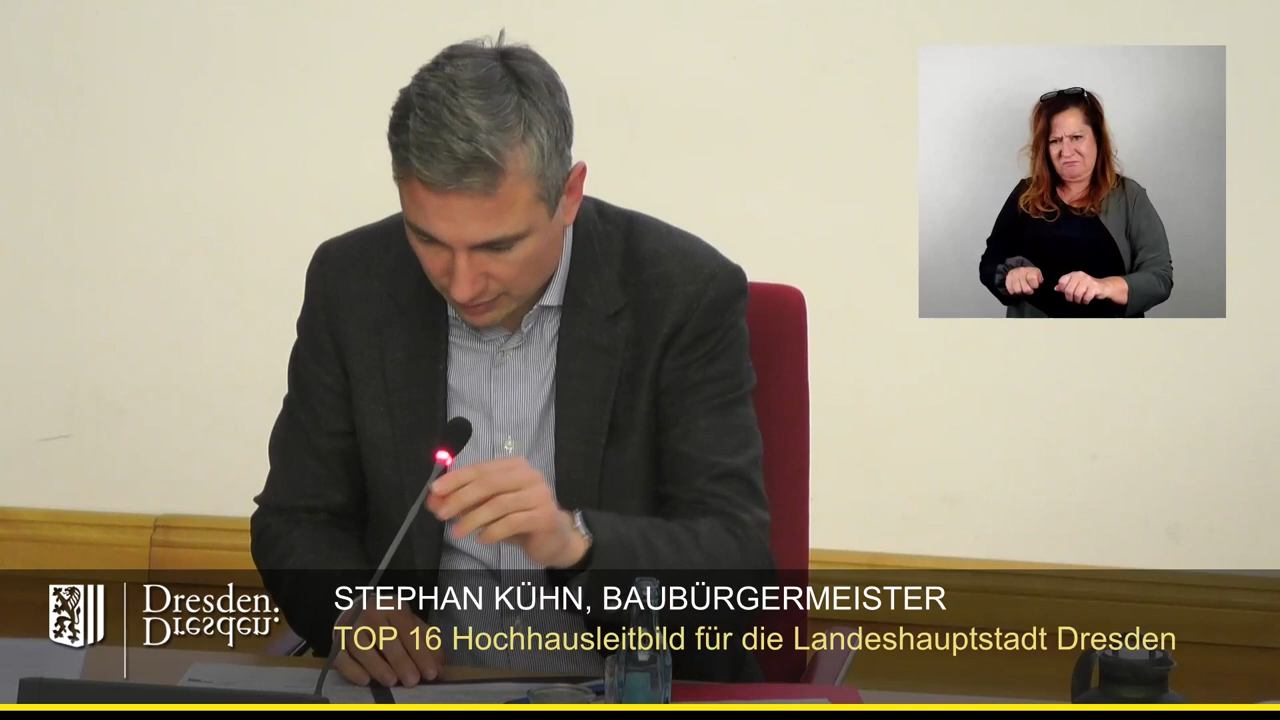 STEPHAN KÜHN, BAUBÜRGERMEISTER
TOP 16 Hochhausleitbild für die Landeshauptstadt Dresden
Dresden.
Dresden.